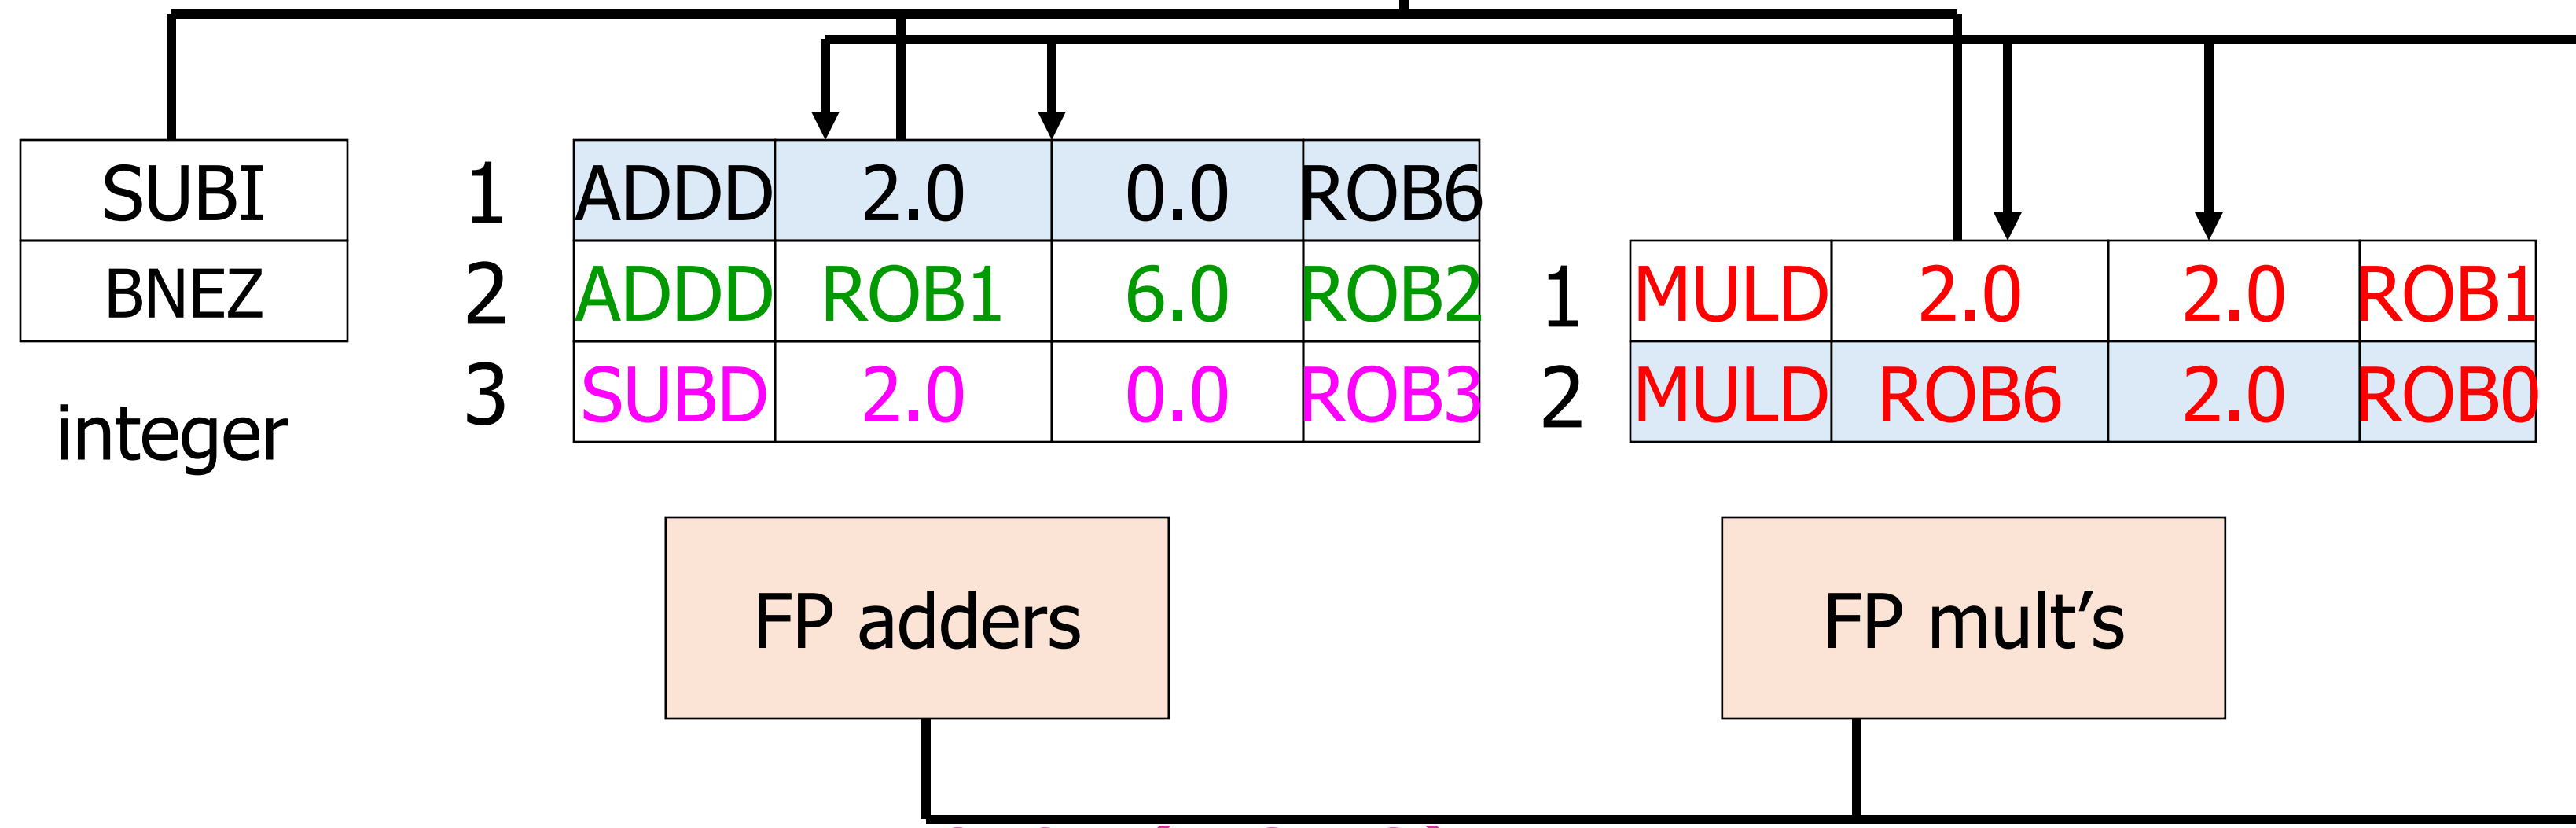 SUBI
BNEZ
integer
1 ADDD 2.0 0.0 ROB6
2 ADDD ROB1 6.0 ROB2
3 SUBD 2.0 0.0 ROB3
1 MULD 2.0 2.0 ROB1
2 MULD ROB6 2.0 ROB0
FP adders
FP mult’s